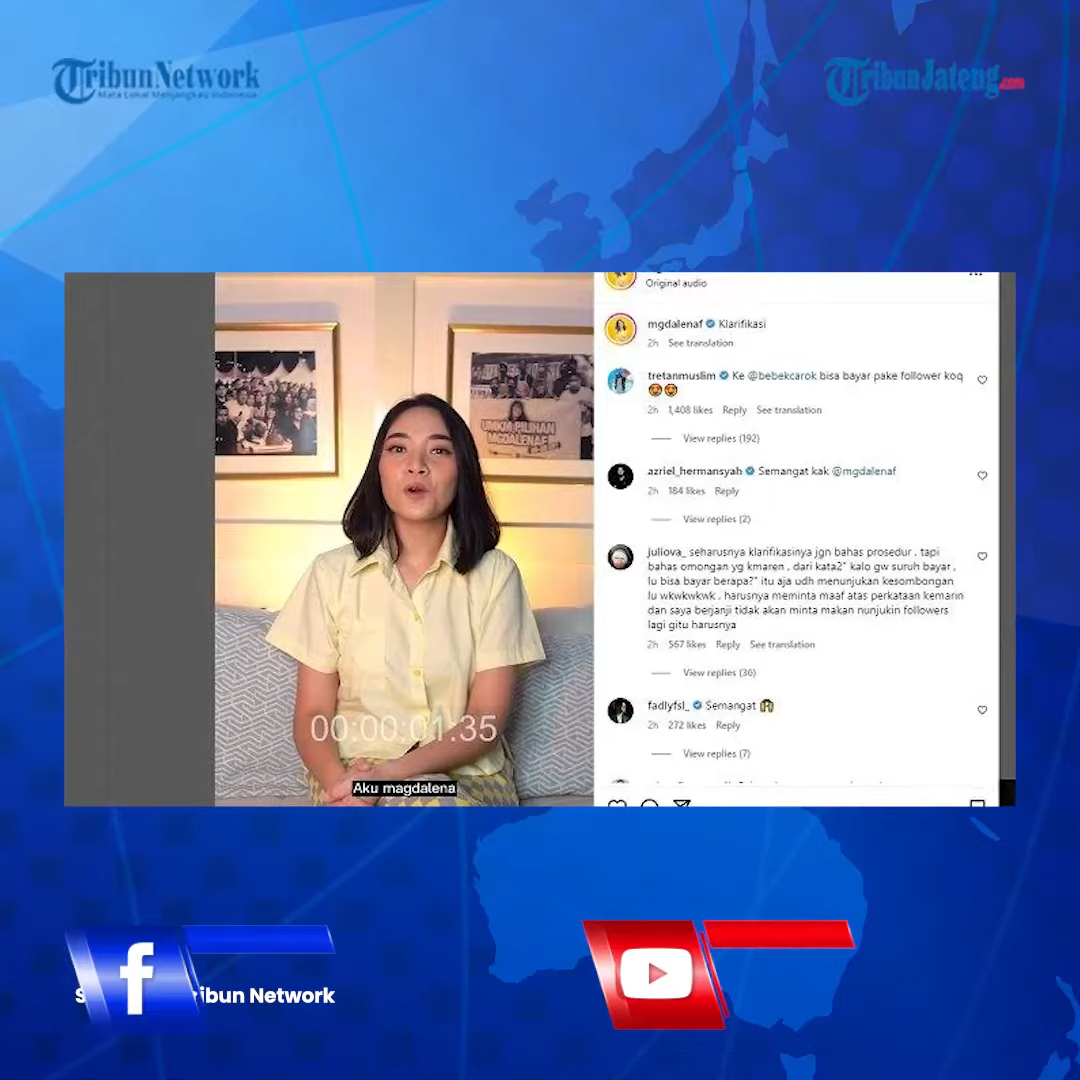 TribunNetwork
Mata Lokal Menjangkau Indonesia
TribunJateng.com
Original audio
mgdalenaf Klarifikasi
2h See translation
tretanmuslim Ke @bebekcarok bisa bayar pake follower koq
2h 1,408 likes Reply See translation
View replies (192)
azriel_hermansyah Semangat kak @mgdalenaf
2h 184 likes Reply
View replies (2)
juliova_ seharusnya klarifikasinya jgn bahas prosedur , tapi
bahas omongan yg kmaren , dari kata2" kalo gw suruh bayar ,
lu bisa bayar berapa?" itu aja udh menunjukan kesombongan
lu wkwkwkwk , harusnya meminta maaf atas perkataan kemarin
dan saya berjanji tidak akan minta makan nunjukin followers
lagi gitu harusnya
2h 567 likes Reply See translation
View replies (36)
fadlyfsl_ Semangat
2h 272 likes Reply
View replies (7)
UMKM PILIHAN
MGDALENAF
00:00:01:35
Aku magdalena
f
ibun Network